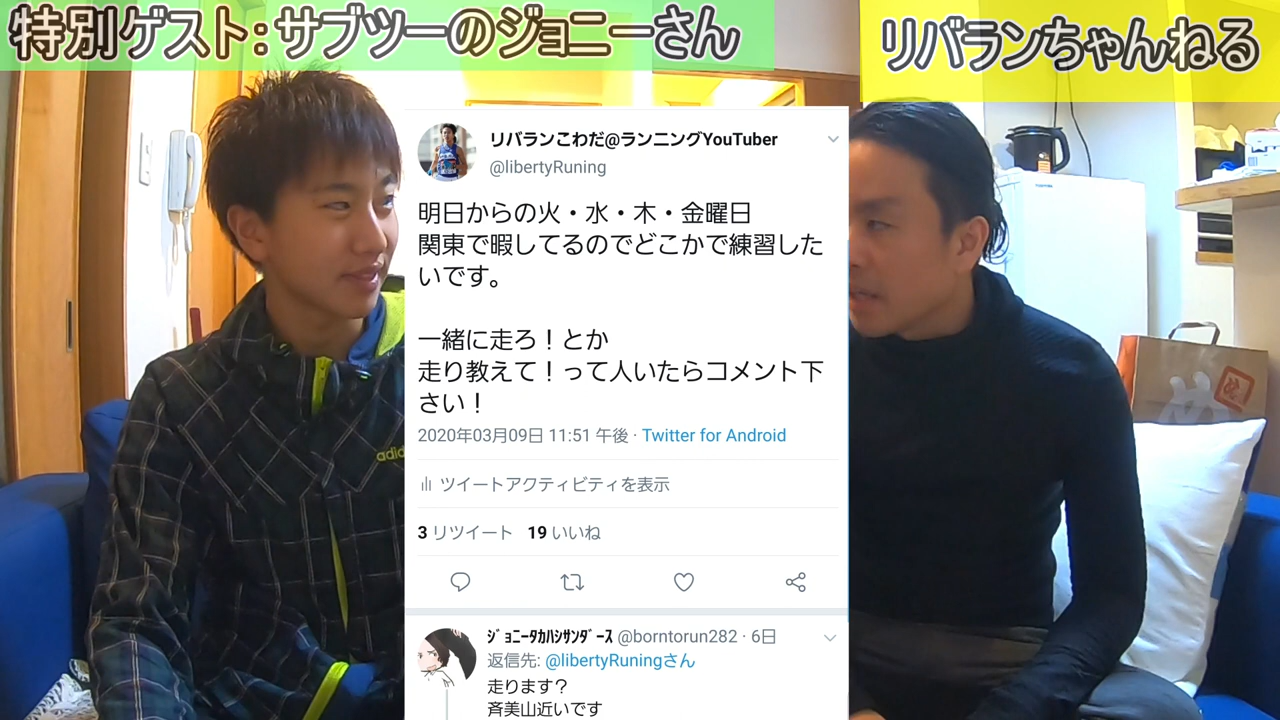 特別ゲスト：サブツーのジョニーさん
リバランちゃんねる
リバランこわだ@ランニングYouTuber
@libertyRuning
明日からの火・水・木・金曜日
関東で暇してるのでどこかで練習した
いです。
一緒に走ろ！とか
走り教えて！って人いたらコメント下
さい！
2020年03月09日 11:51 午後 · Twitter for Android
ツイートアクティビティを表示
3 リツイート 19 いいね
ｼﾞｮﾆｰﾀｶﾊｼｻﾝﾀﾞｰｽ @borntorun282 · 6日
返信先: @libertyRuningさん
走ります？
斉美山近いです
adid
TOSHIBA